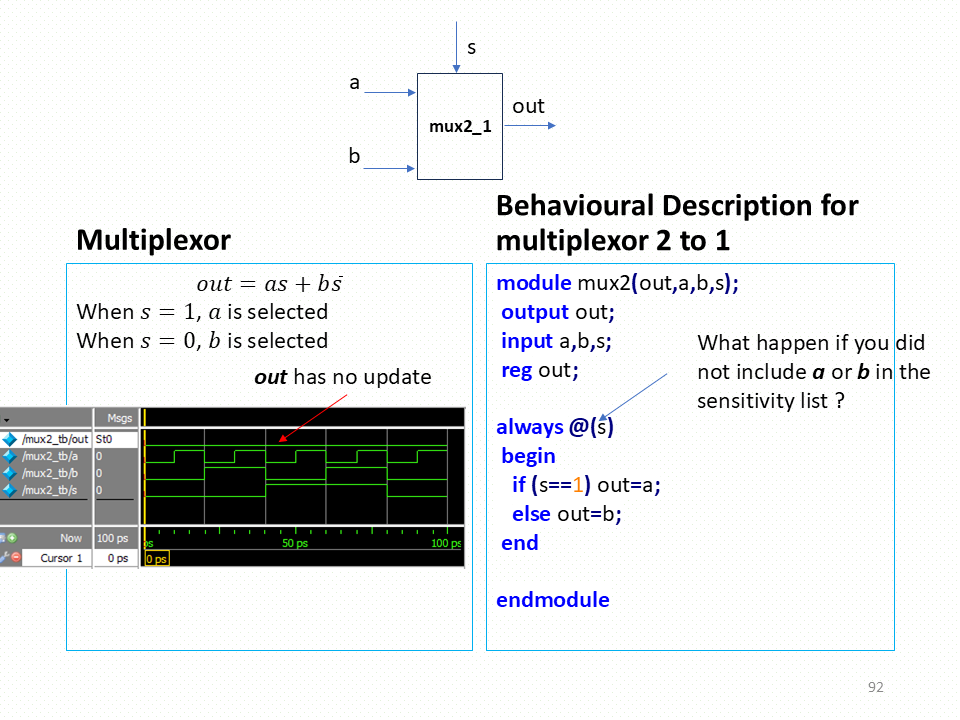 s
a
out
mux2_1
b
Multiplexor
Behavioural Description for
multiplexor 2 to 1
𝑜𝑢𝑡 = 𝑎𝑠 + 𝑏𝑠̄
When 𝑠 = 1, 𝑎 is selected
When 𝑠 = 0, 𝑏 is selected
out has no update
Msgs
/mux2_tb/out St0
/mux2_tb/a 0
/mux2_tb/b 0
/mux2_tb/s 0
Now 100 ps ps 50 ps 100 ps
Cursor 1 0 ps 0 ps
module mux2(out,a,b,s);
output out;
input a,b,s;
reg out;
What happen if you did
not include a or b in the
sensitivity list ?
always @(s)
begin
if (s==1) out=a;
else out=b;
end
endmodule
92